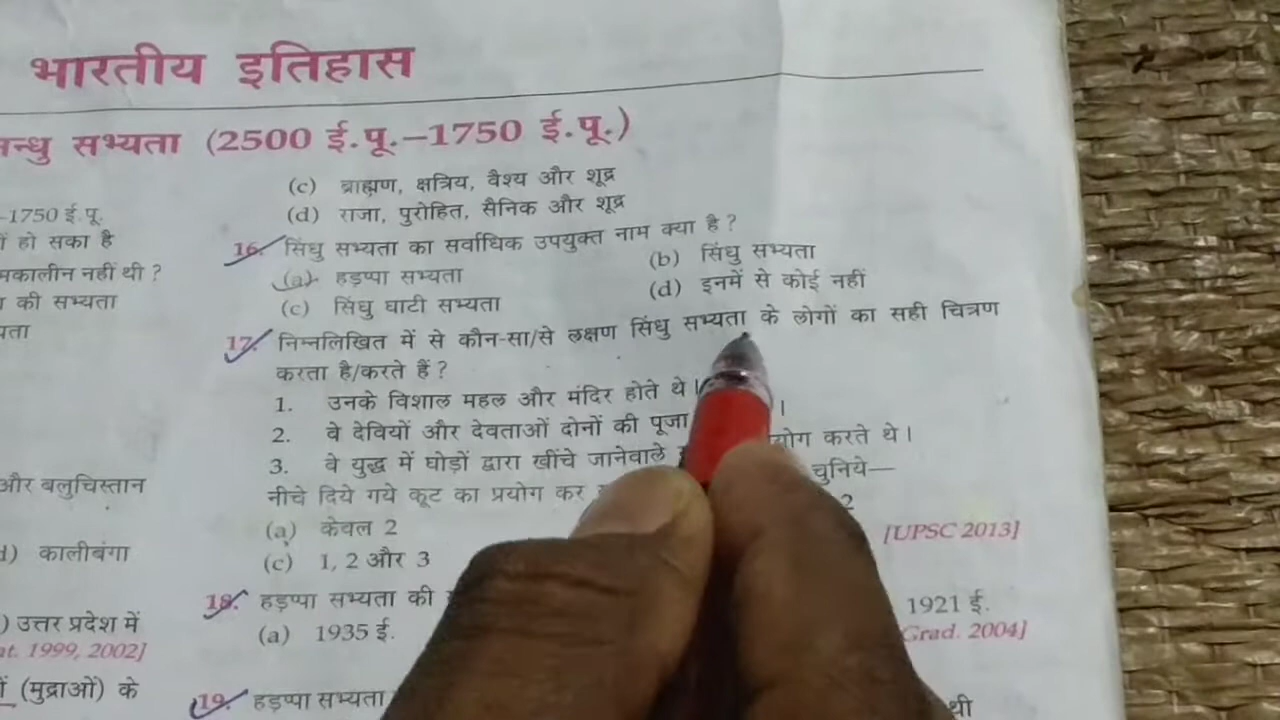 भारतीय इतिहास
सभ्यता (2500 ई.पू.–1750 ई.पू.)
-1750 ई.पू.
हो सका है
मकालीन नहीं थी ?
की सभ्यता
और बलुचिस्तान
कालीबंगा
उत्तर प्रदेश में
1999, 2002]
(मुद्राओं) के
(c) ब्राह्मण, क्षत्रिय, वैश्य और शूद्र
(d) राजा, पुरोहित, सैनिक और शूद्र
16. सिंधु सभ्यता का सर्वाधिक उपयुक्त नाम क्या है ?
(a) हड़प्पा सभ्यता (b) सिंधु सभ्यता
(c) सिंधु घाटी सभ्यता (d) इनमें से कोई नहीं
17. निम्नलिखित में से कौन-सा/से लक्षण सिंधु सभ्यता के लोगों का सही चित्रण
करता है/करते हैं ?
1. उनके विशाल महल और मंदिर होते थे।
2. वे देवियों और देवताओं दोनों की पूजा ।
3. वे युद्ध में घोड़ों द्वारा खींचे जानेवाले करते थे।
नीचे दिये गये कूट का प्रयोग कर चुनिये—
(a) केवल 2 2
(c) 1, 2 और 3 [UPSC 2013]
18. हड़प्पा सभ्यता की
(a) 1935 ई. 1921 ई.
Grad. 2004]
19. हड़प्पा सभ्यता थी